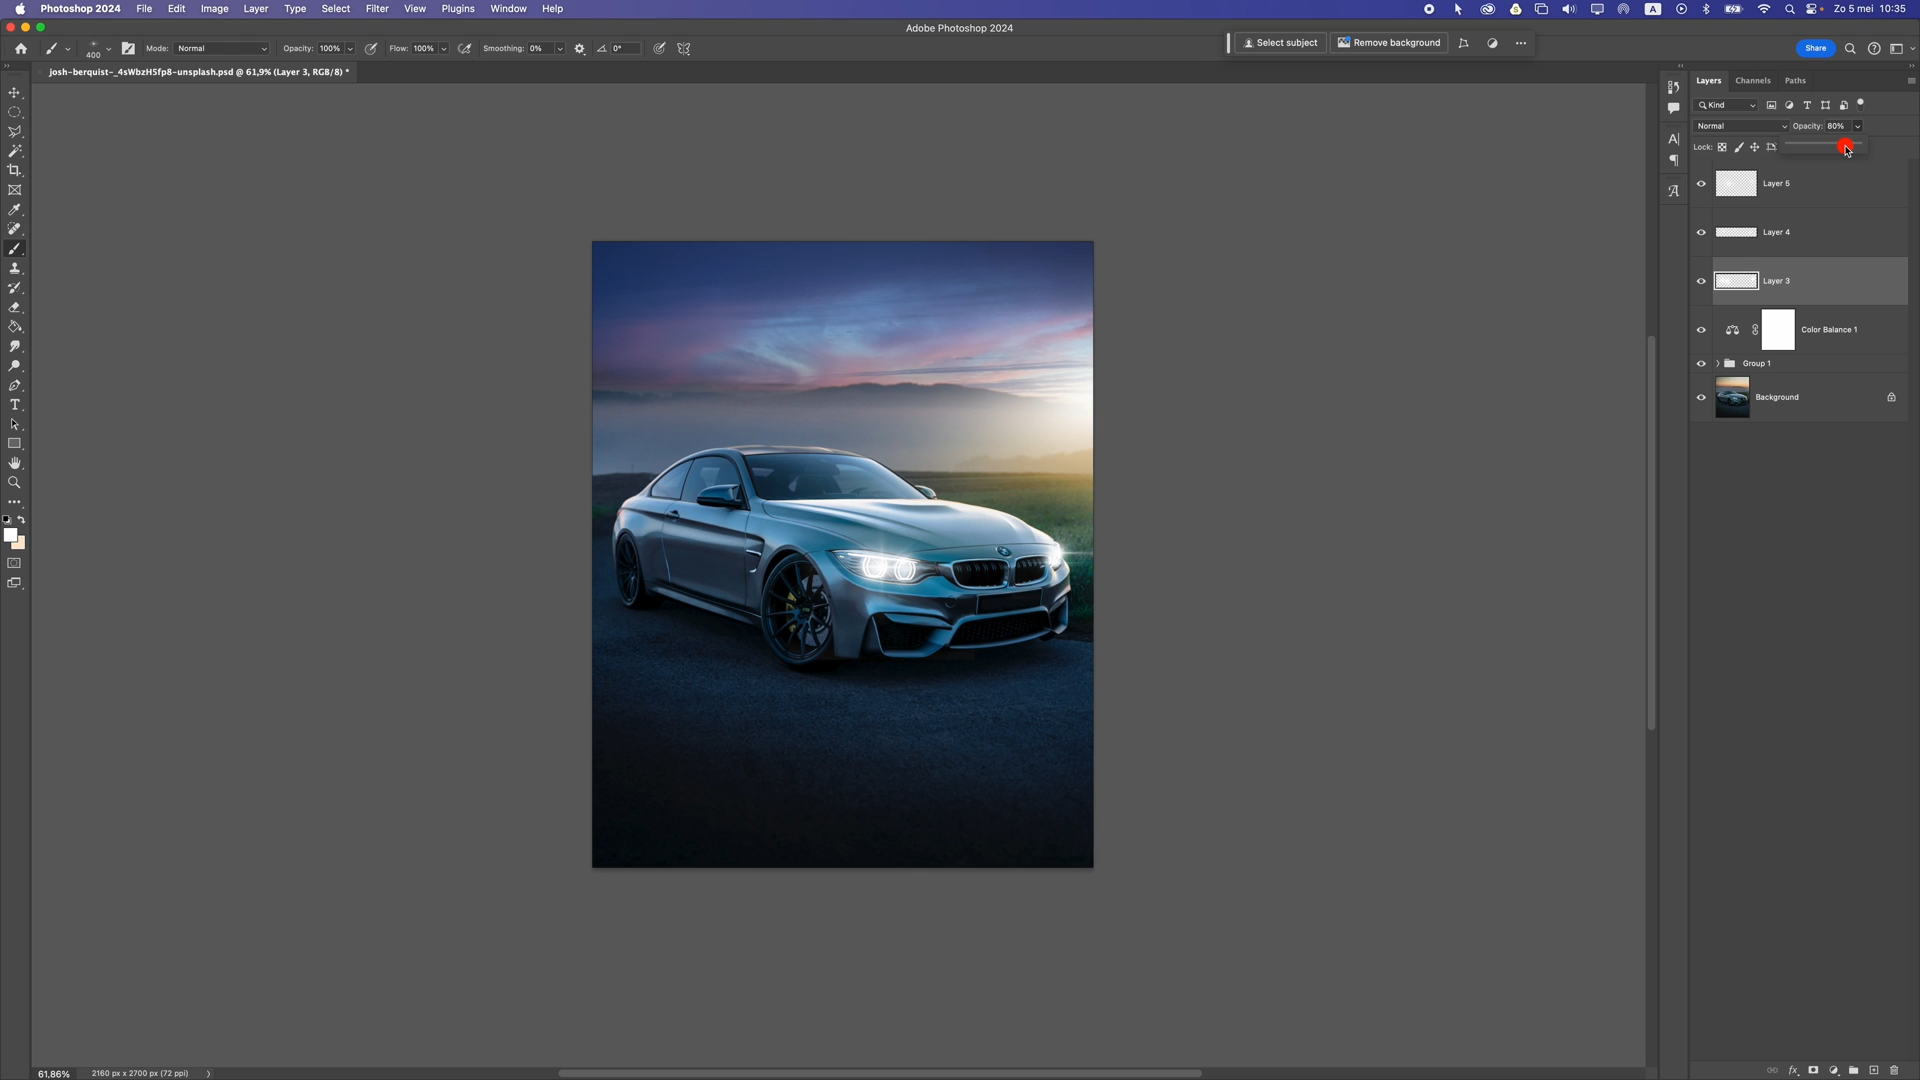 Photoshop 2024 File Edit Image Layer Type Select Filter View Plugins Window Help A Zo 5 mei 10:35
Adobe Photoshop 2024
400 Mode: Normal Opacity: 100% Flow: 100% Smoothing: 0% 0° Select subject Remove background Share
josh-berquist-_4sWbzH5fp8-unsplash.psd @ 61,9% (Layer 3, RGB/8) *
Layers Channels Paths
Kind
Normal Opacity: 80%
Lock:
Layer 5
Layer 4
Layer 3
Color Balance 1
Group 1
Background
61,86% 2160 px x 2700 px (72 ppi)